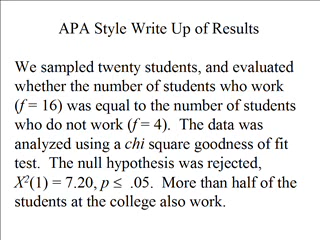 APA Style Write Up of Results
We sampled twenty students, and evaluated
whether the number of students who work
(f = 16) was equal to the number of students
who do not work (f = 4).  The data was
analyzed using a chi square goodness of fit
test.  The null hypothesis was rejected,
X²(1) = 7.20, p ≤  .05.  More than half of the
students at the college also work.